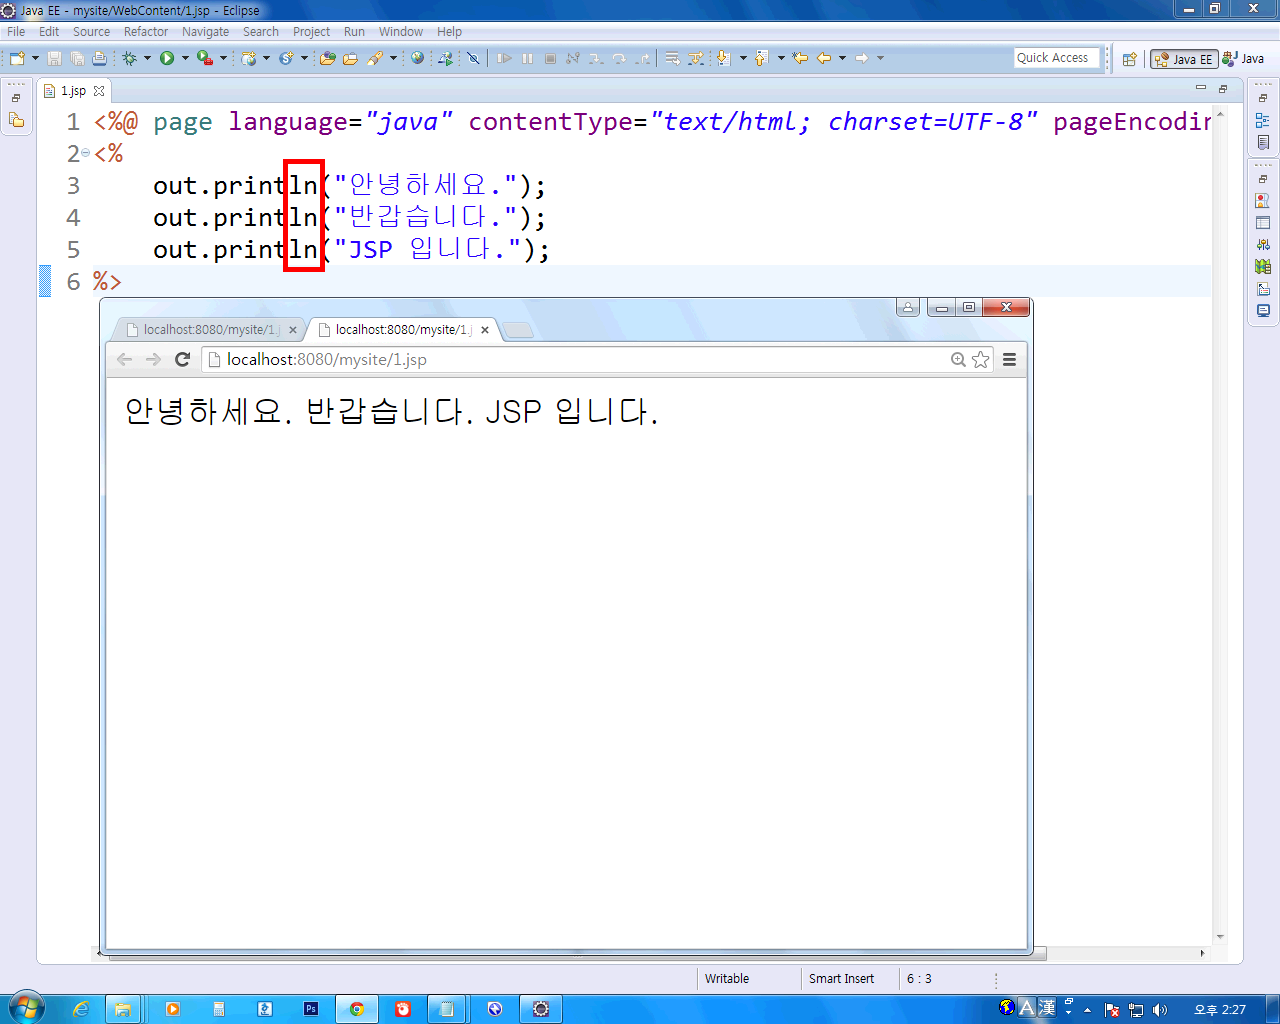 Java EE - mysite/WebContent/1.jsp - Eclipse
File Edit Source Refactor Navigate Search Project Run Window Help
Quick Access Java EE Java
1.jsp
1 <%@ page language="java" contentType="text/html; charset=UTF-8" pageEncodin
2 <%
3 out.println("안녕하세요.");
4 out.println("반갑습니다.");
5 out.println("JSP 입니다.");
6 %>
localhost:8080/mysite/1.j localhost:8080/mysite/1.j
localhost:8080/mysite/1.jsp
안녕하세요. 반갑습니다. JSP 입니다.
Writable Smart Insert 6 : 3
Ps A 漢 오후 2:27